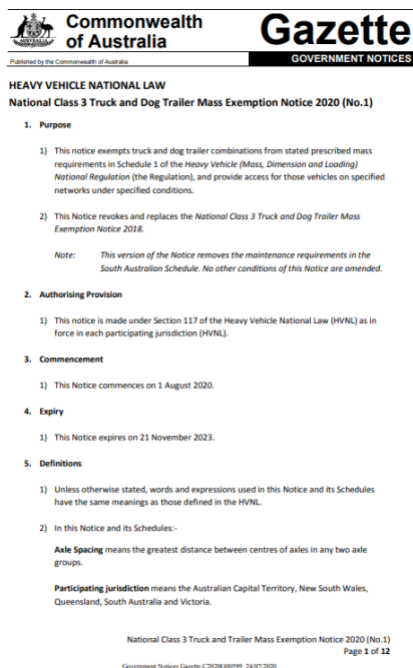 Commonwealth
of Australia
Gazette
Published by the Commonwealth of Australia
GOVERNMENT NOTICES
HEAVY VEHICLE NATIONAL LAW
National Class 3 Truck and Dog Trailer Mass Exemption Notice 2020 (No.1)
1. Purpose
1) This notice exempts truck and dog trailer combinations from stated prescribed mass
requirements in Schedule 1 of the Heavy Vehicle (Mass, Dimension and Loading)
National Regulation (the Regulation), and provide access for those vehicles on specified
networks under specified conditions.
2) This Notice revokes and replaces the National Class 3 Truck and Dog Trailer Mass
Exemption Notice 2018.
Note: This version of the Notice removes the maintenance requirements in the
South Australian Schedule. No other conditions of this Notice are amended.
2. Authorising Provision
1) This notice is made under Section 117 of the Heavy Vehicle National Law (HVNL) as in
force in each participating jurisdiction (HVNL).
3. Commencement
1) This Notice commences on 1 August 2020.
4. Expiry
1) This Notice expires on 21 November 2023.
5. Definitions
1) Unless otherwise stated, words and expressions used in this Notice and its Schedules
have the same meanings as those defined in the HVNL.
2) In this Notice and its Schedules:-
Axle Spacing means the greatest distance between centres of axles in any two axle
groups.
Participating jurisdiction means the Australian Capital Territory, New South Wales,
Queensland, South Australia and Victoria.
National Class 3 Truck and Trailer Mass Exemption Notice 2020 (No.1)
Page 1 of 12
Government Notices Gazette C2020G00599 24/07/2020